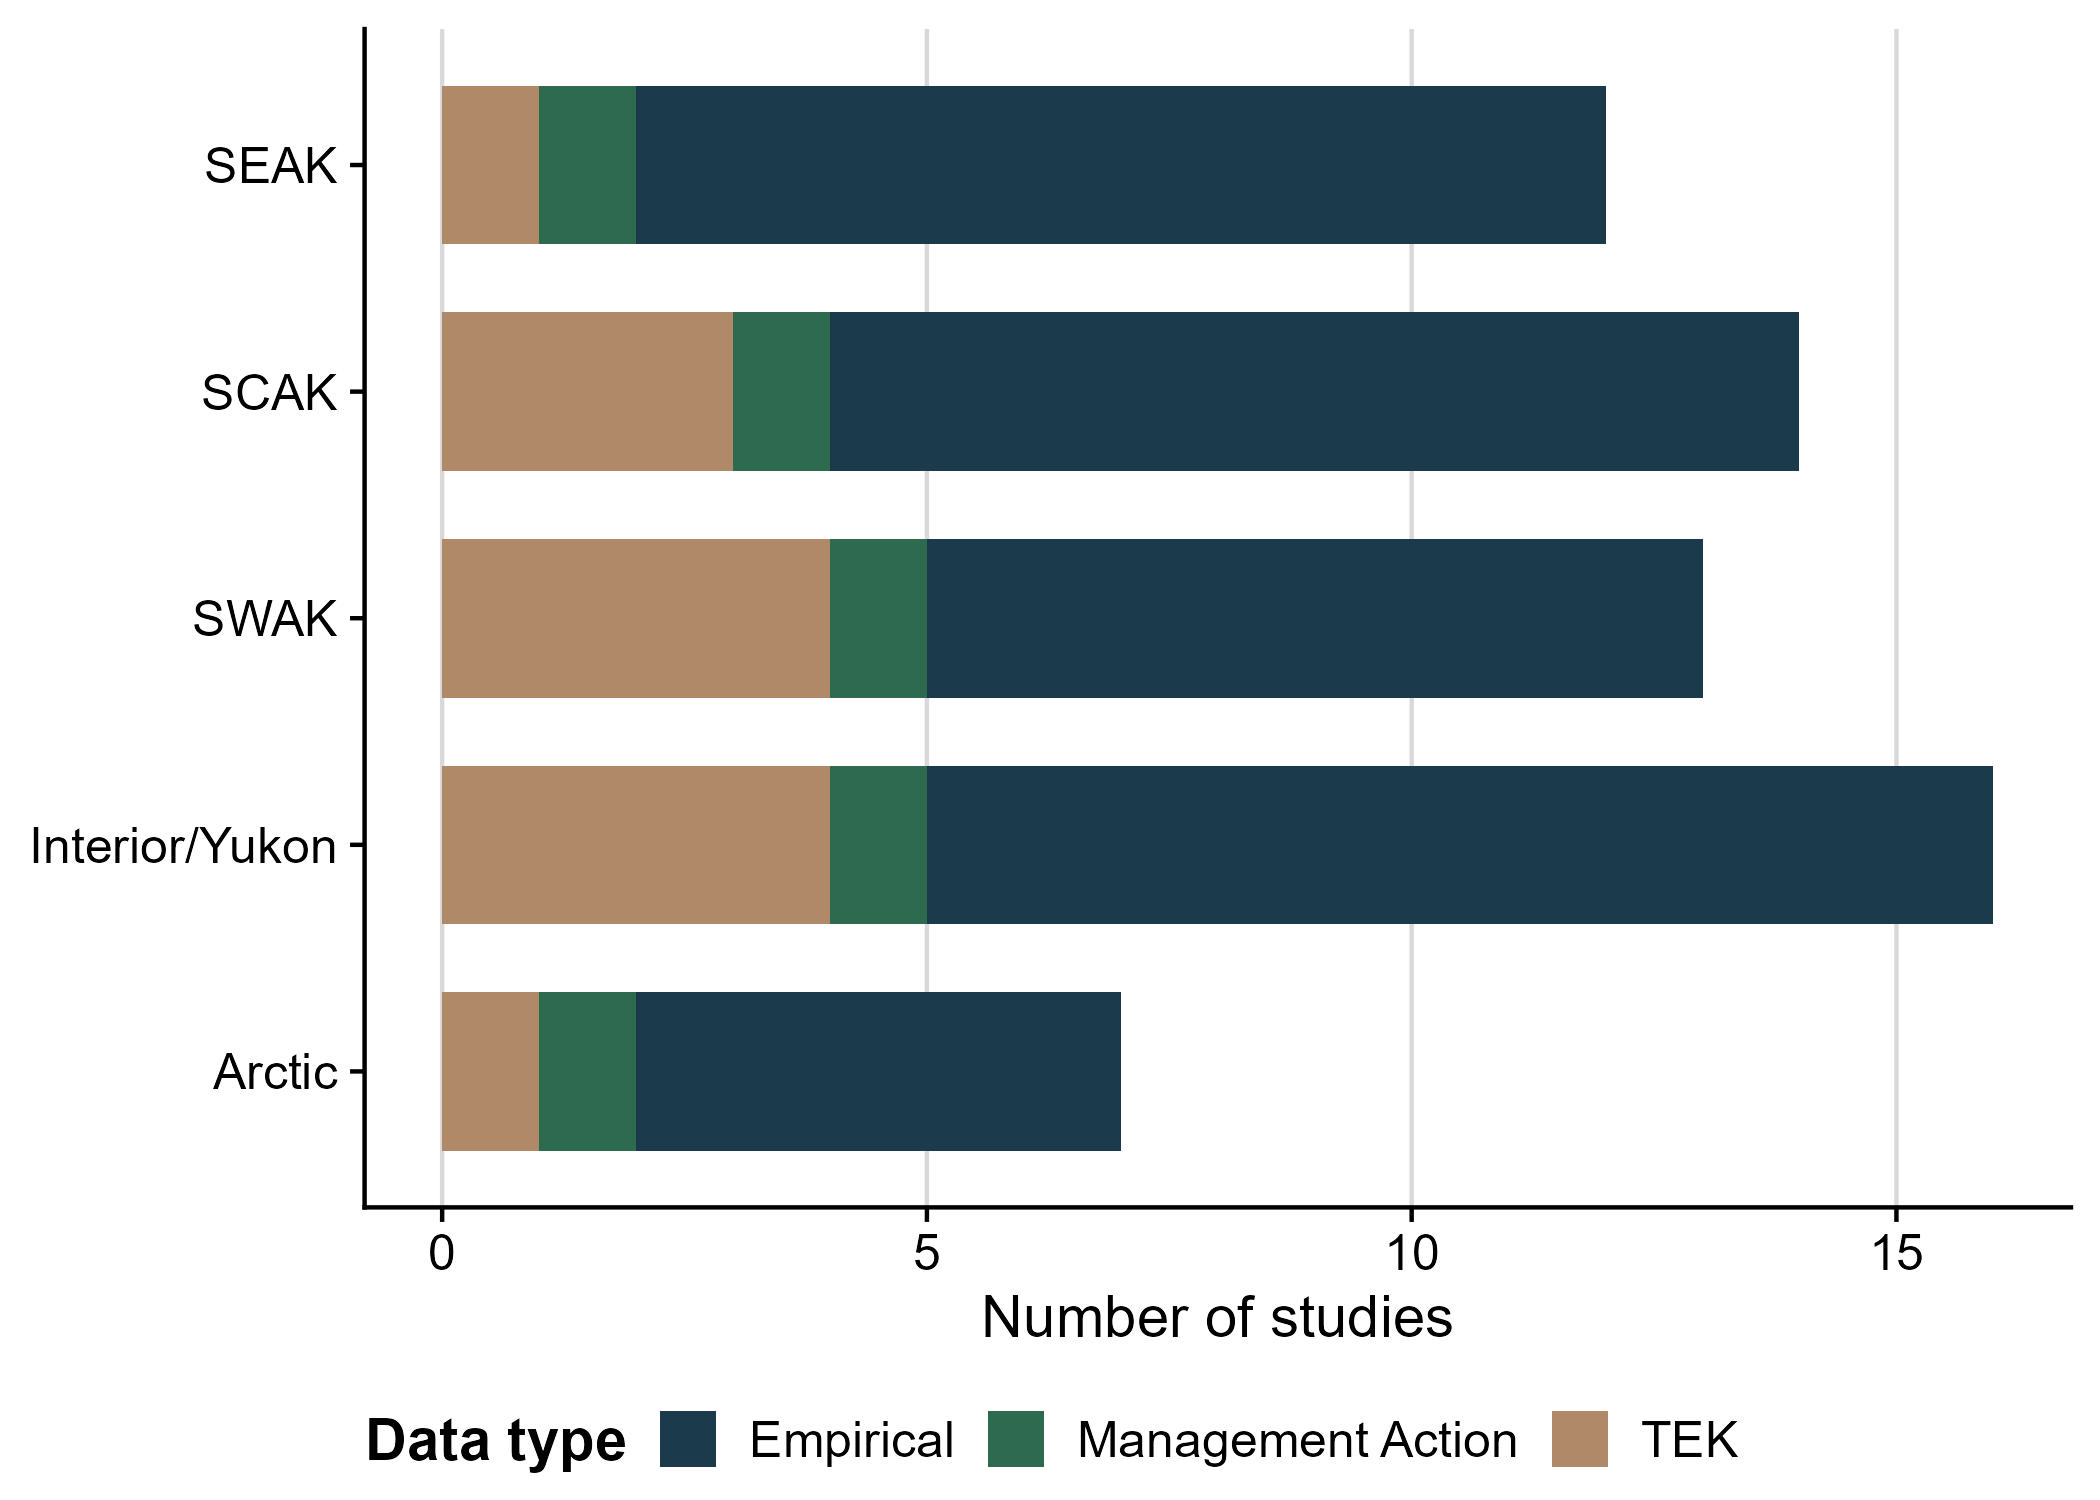 SEAK
SCAK
SWAK
Interior/Yukon
Arctic
0 5 10 15
Number of studies
Data type Empirical Management Action TEK